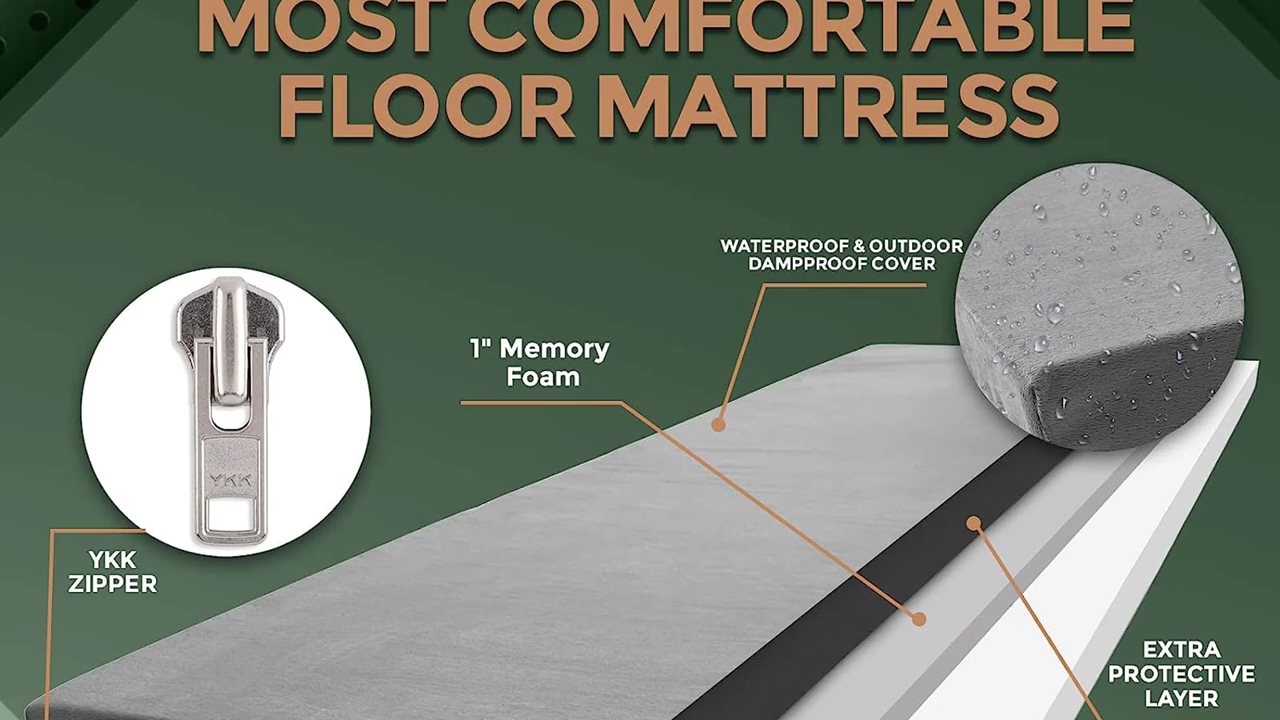 MOST COMFORTABLE
FLOOR MATTRESS
WATERPROOF & OUTDOOR
DAMPPROOF COVER
1" Memory
Foam
YKK
YKK
ZIPPER
EXTRA
PROTECTIVE
LAYER